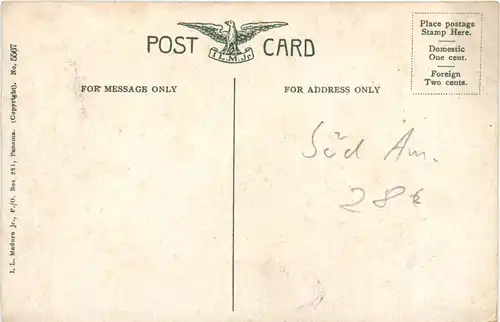 POST CARD
I.L.M.Jr.
Place postage
Stamp Here.
Domestic
One cent.
Foreign
Two cents.
FOR MESSAGE ONLY
FOR ADDRESS ONLY
Süd Am.
28
I. L. Maduro Jr., P./O. Box 281, Panama. (Copyright). No. 5567